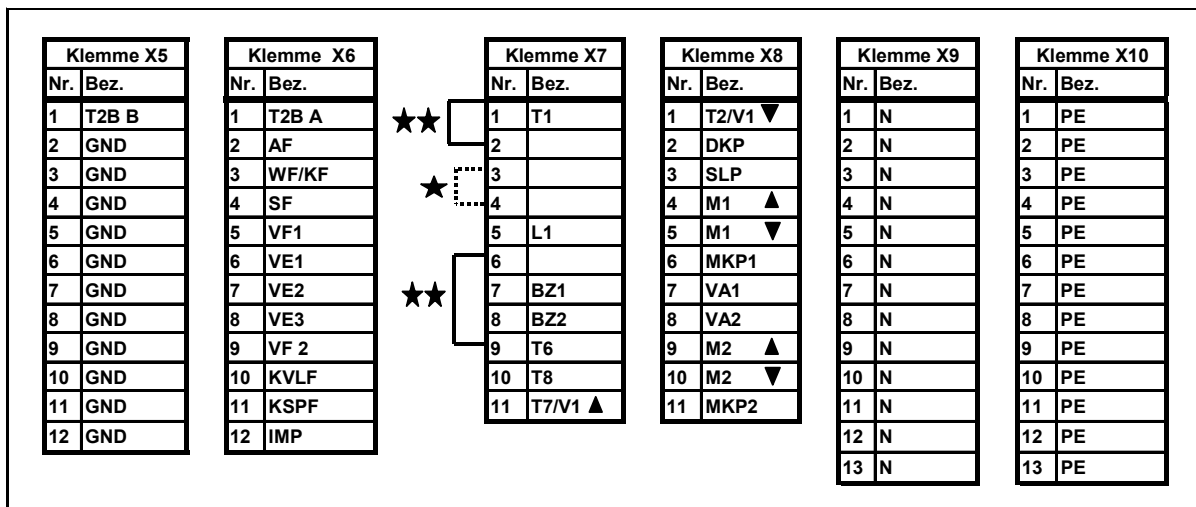 Klemme X5
Nr. Bez.
1 T2B B
2 GND
3 GND
4 GND
5 GND
6 GND
7 GND
8 GND
9 GND
10 GND
11 GND
12 GND
Klemme X6
Nr. Bez.
1 T2B A
2 AF
3 WF/KF
4 SF
5 VF1
6 VE1
7 VE2
8 VE3
9 VF 2
10 KVLF
11 KSPF
12 IMP
★★
★
★★
Klemme X7
Nr. Bez.
1 T1
2
3
4
5 L1
6
7 BZ1
8 BZ2
9 T6
10 T8
11 T7/V1 ▲
Klemme X8
Nr. Bez.
1 T2/V1 ▼
2 DKP
3 SLP
4 M1 ▲
5 M1 ▼
6 MKP1
7 VA1
8 VA2
9 M2 ▲
10 M2 ▼
11 MKP2
Klemme X9
Nr. Bez.
1 N
2 N
3 N
4 N
5 N
6 N
7 N
8 N
9 N
10 N
11 N
12 N
13 N
Klemme X10
Nr. Bez.
1 PE
2 PE
3 PE
4 PE
5 PE
6 PE
7 PE
8 PE
9 PE
10 PE
11 PE
12 PE
13 PE